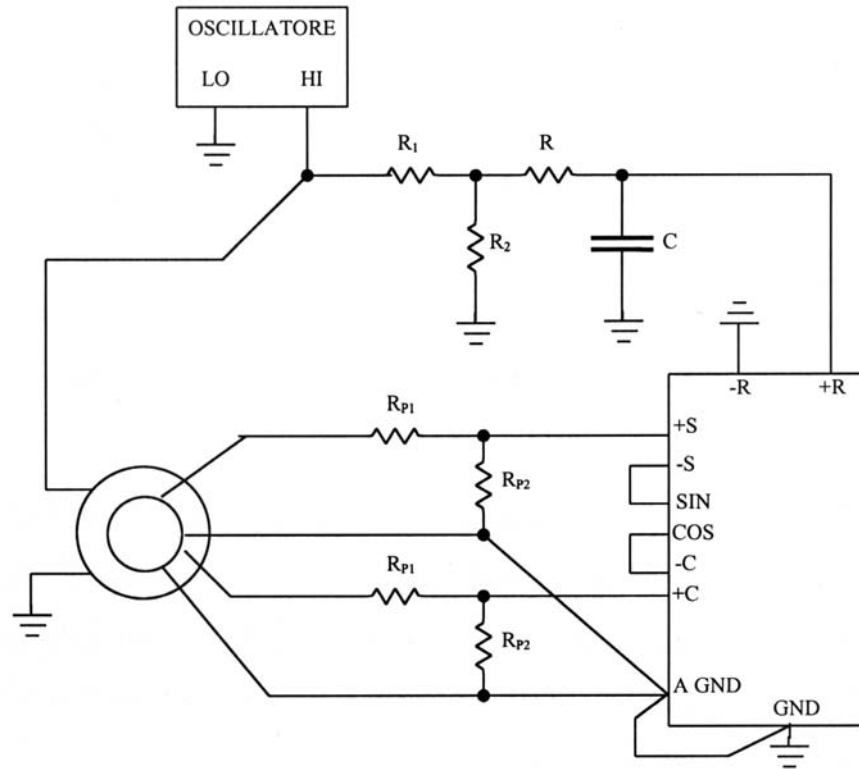 OSCILLATORE
LO HI
R1 R
R2 C
-R +R
RP1
+S
-S
RP2
SIN
COS
RP1
-C
+C
RP2
A GND
GND